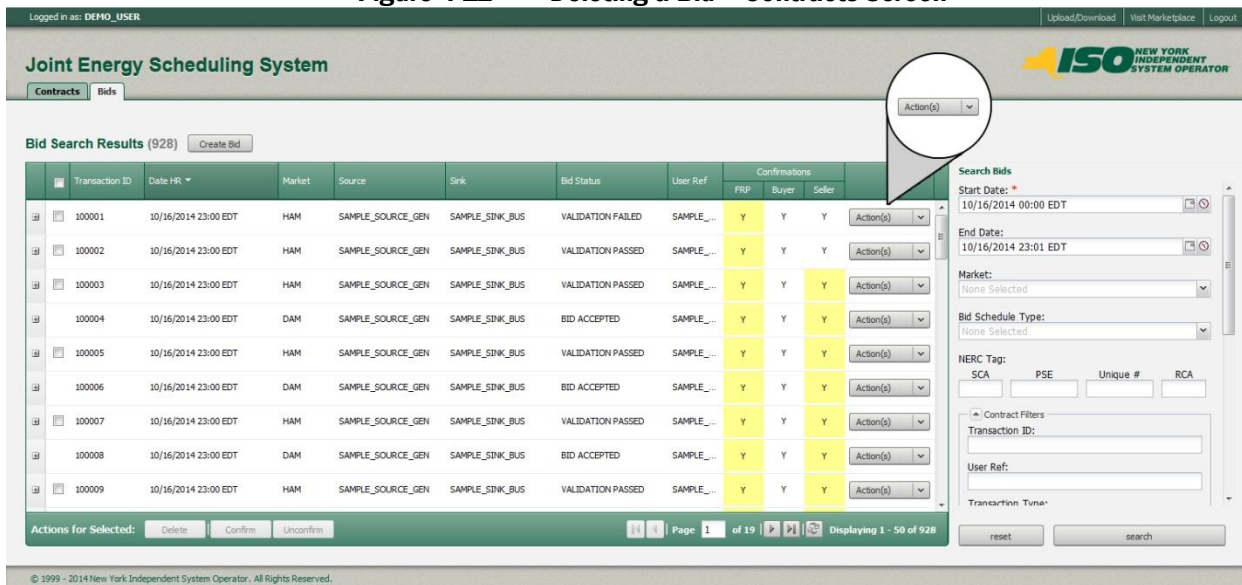 Logged in as: DEMO_USER
Upload/Download Visit Marketplace Logout
Joint Energy Scheduling System
ISO NEW YORK INDEPENDENT SYSTEM OPERATOR
Contracts Bids
Action(s)
Bid Search Results (928) Create Bid
Transaction ID Date HR Market Source Sink Bid Status User Ref Confirmations
FRP Buyer Seller
100001 10/16/2014 23:00 EDT HAM SAMPLE_SOURCE_GEN SAMPLE_SINK_BUS VALIDATION FAILED SAMPLE_... Y Y Y Action(s)
100002 10/16/2014 23:00 EDT HAM SAMPLE_SOURCE_GEN SAMPLE_SINK_BUS VALIDATION PASSED SAMPLE_... Y Y Y Action(s)
100003 10/16/2014 23:00 EDT HAM SAMPLE_SOURCE_GEN SAMPLE_SINK_BUS VALIDATION PASSED SAMPLE_... Y Y Y Action(s)
100004 10/16/2014 23:00 EDT DAM SAMPLE_SOURCE_GEN SAMPLE_SINK_BUS BID ACCEPTED SAMPLE_... Y Y Y Action(s)
100005 10/16/2014 23:00 EDT HAM SAMPLE_SOURCE_GEN SAMPLE_SINK_BUS VALIDATION PASSED SAMPLE_... Y Y Y Action(s)
100006 10/16/2014 23:00 EDT DAM SAMPLE_SOURCE_GEN SAMPLE_SINK_BUS BID ACCEPTED SAMPLE_... Y Y Y Action(s)
100007 10/16/2014 23:00 EDT HAM SAMPLE_SOURCE_GEN SAMPLE_SINK_BUS VALIDATION PASSED SAMPLE_... Y Y Y Action(s)
100008 10/16/2014 23:00 EDT DAM SAMPLE_SOURCE_GEN SAMPLE_SINK_BUS BID ACCEPTED SAMPLE_... Y Y Y Action(s)
100009 10/16/2014 23:00 EDT HAM SAMPLE_SOURCE_GEN SAMPLE_SINK_BUS VALIDATION PASSED SAMPLE_... Y Y Y Action(s)
Actions for Selected: Delete Confirm Unconfirm Page 1 of 19 Displaying 1 - 50 of 928
Search Bids
Start Date: *
10/16/2014 00:00 EDT
End Date:
10/16/2014 23:01 EDT
Market:
None Selected
Bid Schedule Type:
None Selected
NERC Tag:
SCA PSE Unique # RCA
Contract Filters
Transaction ID:
User Ref:
Transaction Type:
reset search
© 1999 - 2014 New York Independent System Operator. All Rights Reserved.